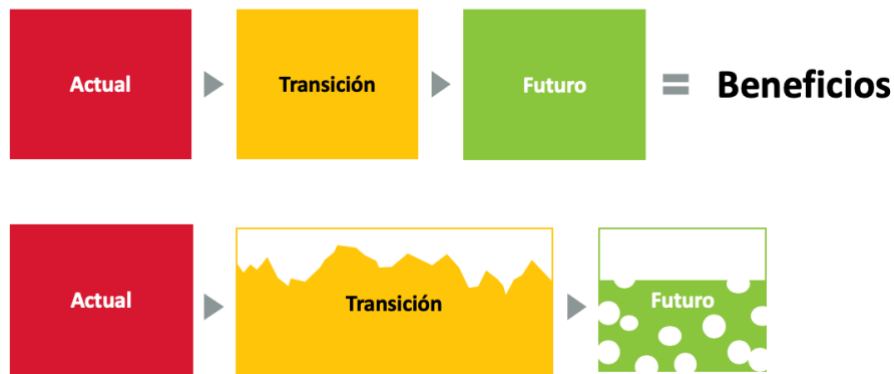 Actual
Transición
Futuro
= Beneficios
Actual
Transición
Futuro